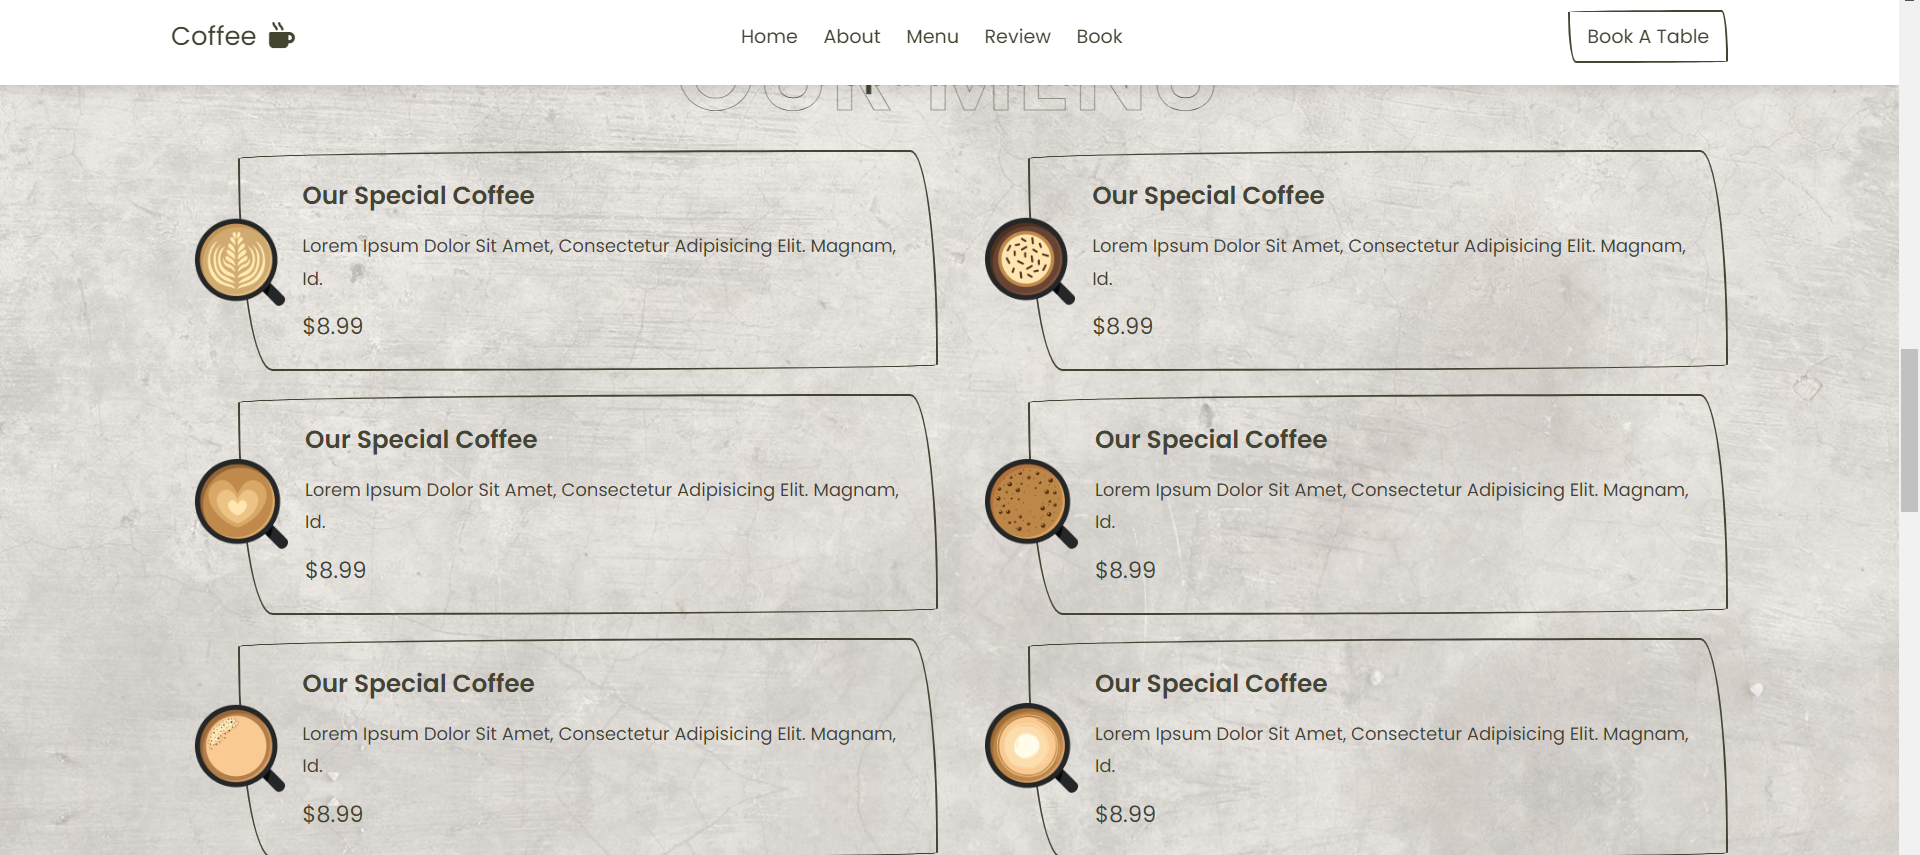 Coffee
Home About Menu Review Book
Book A Table
OUR MENU
Our Special Coffee
Lorem Ipsum Dolor Sit Amet, Consectetur Adipisicing Elit. Magnam,
Id.
$8.99
Our Special Coffee
Lorem Ipsum Dolor Sit Amet, Consectetur Adipisicing Elit. Magnam,
Id.
$8.99
Our Special Coffee
Lorem Ipsum Dolor Sit Amet, Consectetur Adipisicing Elit. Magnam,
Id.
$8.99
Our Special Coffee
Lorem Ipsum Dolor Sit Amet, Consectetur Adipisicing Elit. Magnam,
Id.
$8.99
Our Special Coffee
Lorem Ipsum Dolor Sit Amet, Consectetur Adipisicing Elit. Magnam,
Id.
$8.99
Our Special Coffee
Lorem Ipsum Dolor Sit Amet, Consectetur Adipisicing Elit. Magnam,
Id.
$8.99